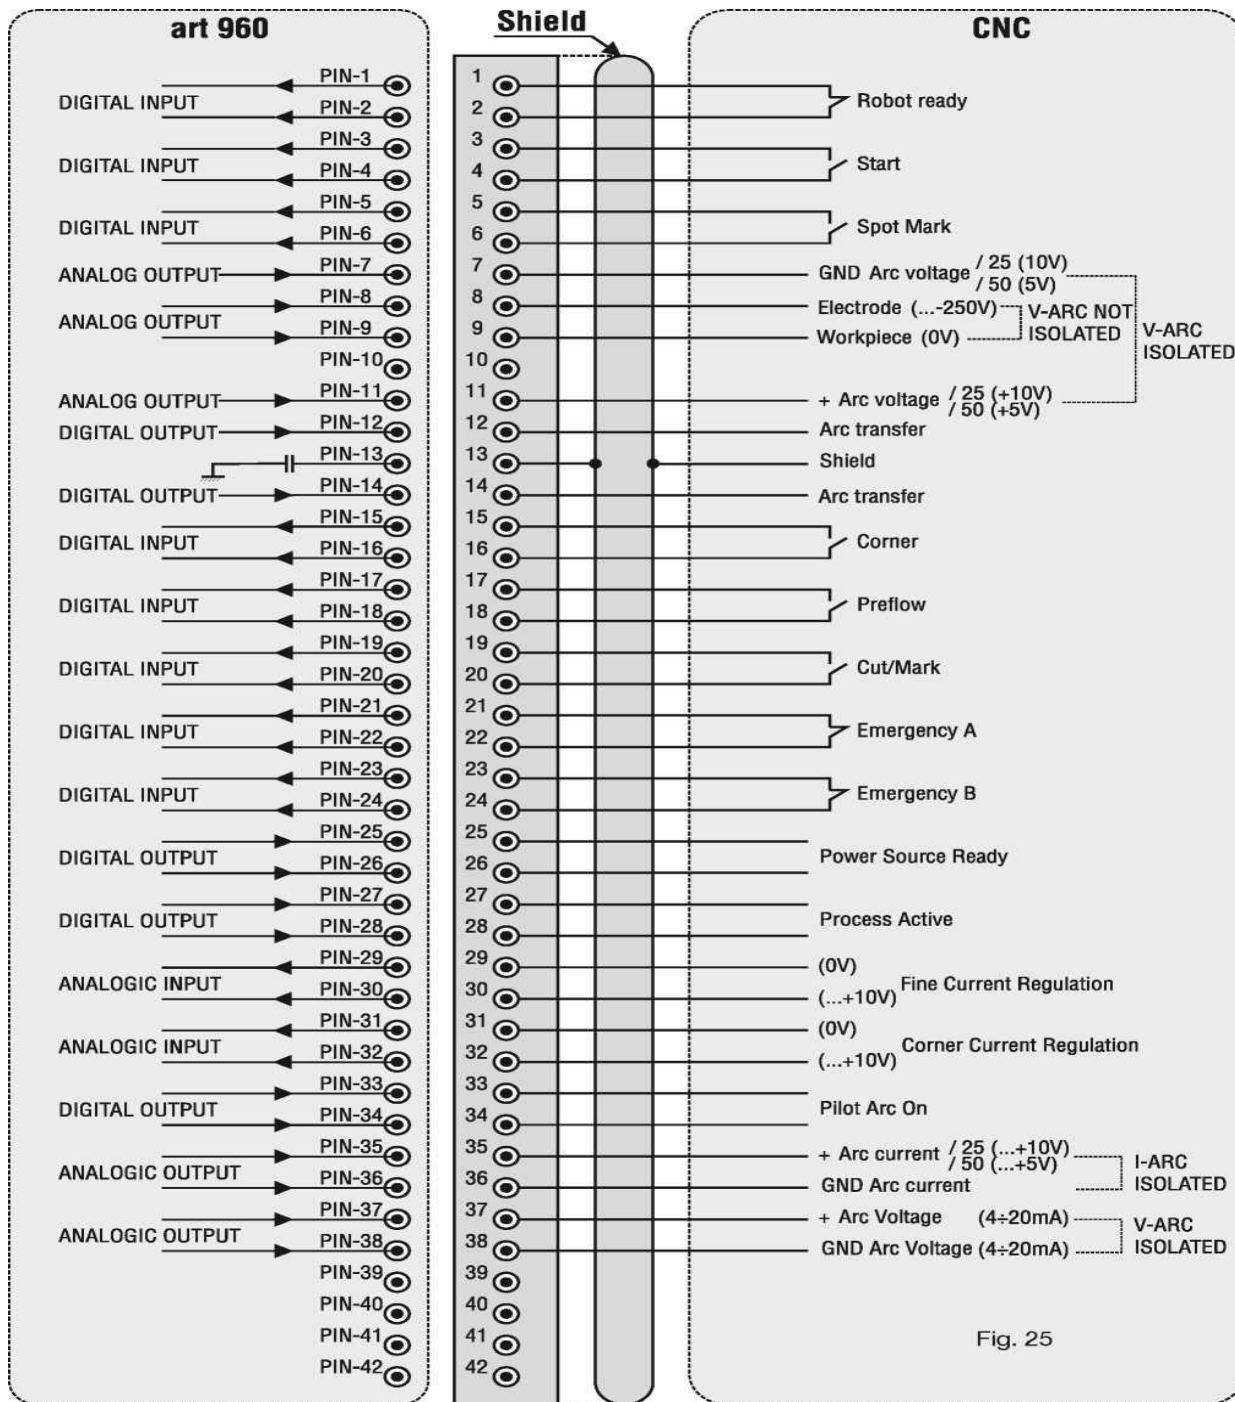 art 960
Shield
CNC
PIN-1
DIGITAL INPUT
PIN-2
PIN-3
DIGITAL INPUT
PIN-4
PIN-5
DIGITAL INPUT
PIN-6
ANALOG OUTPUT
PIN-7
PIN-8
ANALOG OUTPUT
PIN-9
PIN-10
ANALOG OUTPUT
PIN-11
DIGITAL OUTPUT
PIN-12
PIN-13
DIGITAL OUTPUT
PIN-14
PIN-15
DIGITAL INPUT
PIN-16
PIN-17
DIGITAL INPUT
PIN-18
PIN-19
DIGITAL INPUT
PIN-20
PIN-21
DIGITAL INPUT
PIN-22
PIN-23
DIGITAL INPUT
PIN-24
PIN-25
DIGITAL OUTPUT
PIN-26
PIN-27
DIGITAL OUTPUT
PIN-28
PIN-29
ANALOGIC INPUT
PIN-30
PIN-31
ANALOGIC INPUT
PIN-32
PIN-33
DIGITAL OUTPUT
PIN-34
PIN-35
ANALOGIC OUTPUT
PIN-36
PIN-37
ANALOGIC OUTPUT
PIN-38
PIN-39
PIN-40
PIN-41
PIN-42
1
2
3
4
5
6
7
8
9
10
11
12
13
14
15
16
17
18
19
20
21
22
23
24
25
26
27
28
29
30
31
32
33
34
35
36
37
38
39
40
41
42
Robot ready
Start
Spot Mark
GND Arc voltage / 25 (10V)
/ 50 (5V)
Electrode (...-250V)
Workpiece (0V)
V-ARC NOT
ISOLATED
V-ARC
ISOLATED
+ Arc voltage / 25 (+10V)
/ 50 (+5V)
Arc transfer
Shield
Arc transfer
Corner
Preflow
Cut/Mark
Emergency A
Emergency B
Power Source Ready
Process Active
(0V)
Fine Current Regulation
(...+10V)
(0V)
Corner Current Regulation
(...+10V)
Pilot Arc On
+ Arc current / 25 (...+10V)
/ 50 (...+5V)
GND Arc current
I-ARC
ISOLATED
+ Arc Voltage (4÷20mA)
GND Arc Voltage (4÷20mA)
V-ARC
ISOLATED
Fig. 25